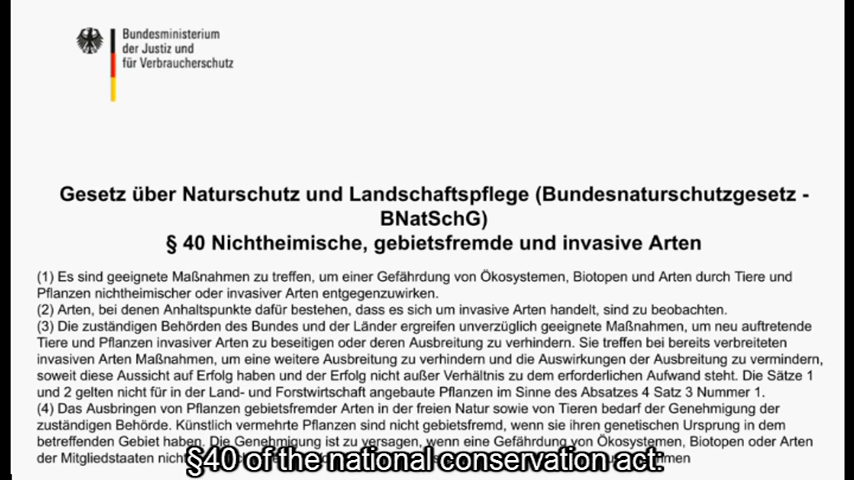 Bundesministerium
der Justiz und
für Verbraucherschutz
Gesetz über Naturschutz und Landschaftspflege (Bundesnaturschutzgesetz -
BNatSchG)
§ 40 Nichtheimische, gebietsfremde und invasive Arten
(1) Es sind geeignete Maßnahmen zu treffen, um einer Gefährdung von Ökosystemen, Biotopen und Arten durch Tiere und
Pflanzen nichtheimischer oder invasiver Arten entgegenzuwirken.
(2) Arten, bei denen Anhaltspunkte dafür bestehen, dass es sich um invasive Arten handelt, sind zu beobachten.
(3) Die zuständigen Behörden des Bundes und der Länder ergreifen unverzüglich geeignete Maßnahmen, um neu auftretende
Tiere und Pflanzen invasiver Arten zu beseitigen oder deren Ausbreitung zu verhindern. Sie treffen bei bereits verbreiteten
invasiven Arten Maßnahmen, um eine weitere Ausbreitung zu verhindern und die Auswirkungen der Ausbreitung zu vermindern,
soweit diese Aussicht auf Erfolg haben und der Erfolg nicht außer Verhältnis zu dem erforderlichen Aufwand steht. Die Sätze 1
und 2 gelten nicht für in der Land- und Forstwirtschaft angebaute Pflanzen im Sinne des Absatzes 4 Satz 3 Nummer 1.
(4) Das Ausbringen von Pflanzen gebietsfremder Arten in der freien Natur sowie von Tieren bedarf der Genehmigung der
zuständigen Behörde. Künstlich vermehrte Pflanzen sind nicht gebietsfremd, wenn sie ihren genetischen Ursprung in dem
betreffenden Gebiet haben. Die Genehmigung ist zu versagen, wenn eine Gefährdung von Ökosystemen, Biotopen oder Arten
der Mitgliedstaaten
§40 of the national conservation act: